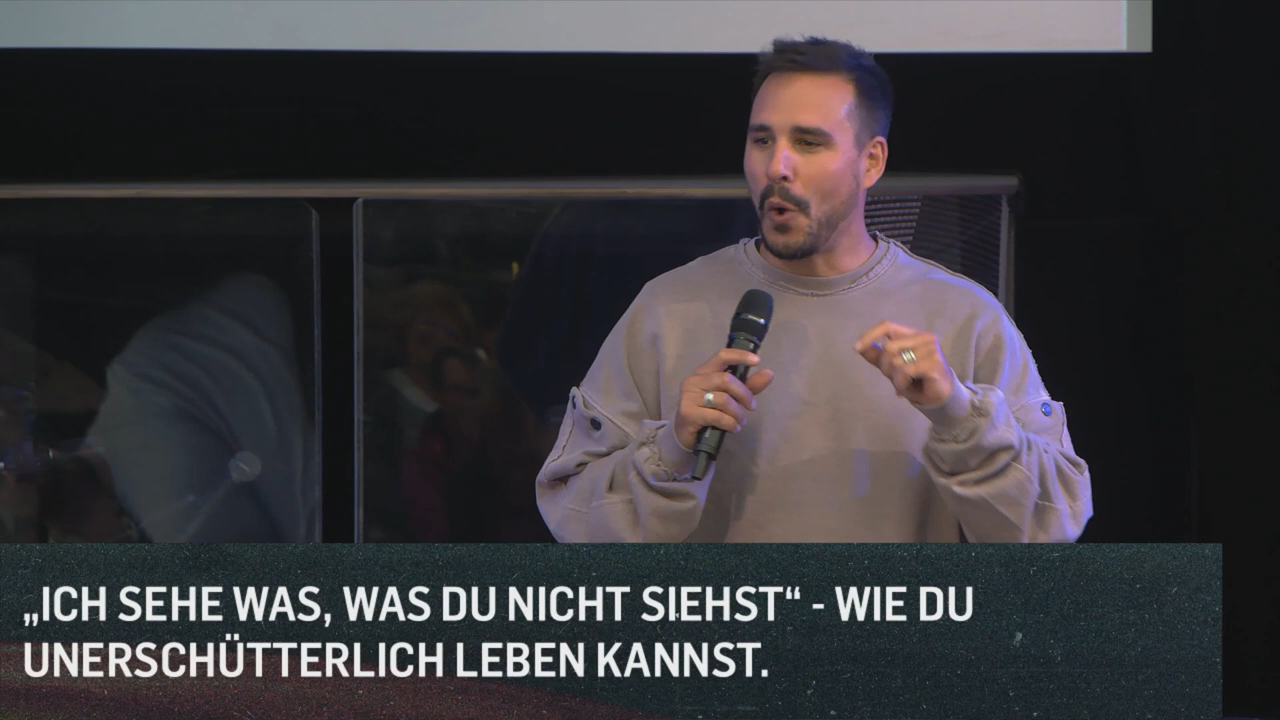 „ICH SEHE WAS, WAS DU NICHT SIEHST“ - WIE DU
UNERSCHÜTTERLICH LEBEN KANNST.